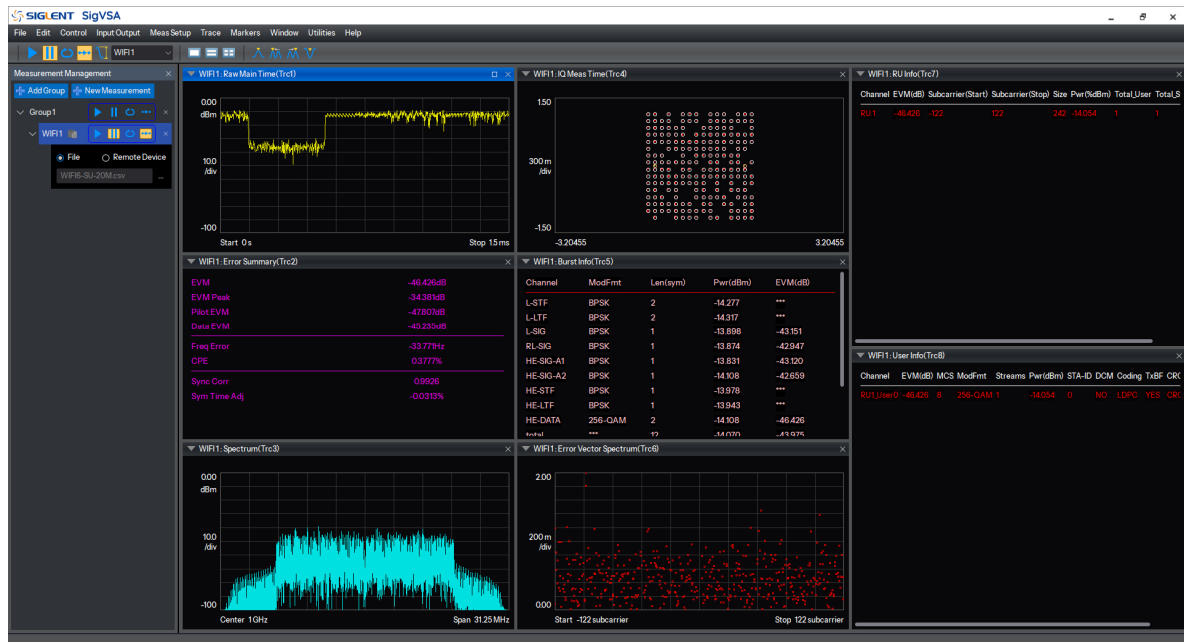 SIGLENT SigVSA
File Edit Control Input Output Meas Setup Trace Markers Window Utilities Help
WIFI1
Measurement Management
Add Group New Measurement
Group1
WIFI1
File Remote Device
WIFI6-SU-20M.csv ...
WIFI1: Raw Main Time(Trc1)
0.00
dBm
10.0
/div
-100
Start 0 s Stop 1.5 ms
WIFI1: IQ Meas Time(Trc4)
1.50
300 m
/div
-1.50
-3.20455 3.20455
WIFI1: RU Info(Trc7)
Channel EVM(dB) Subcarrier(Start) Subcarrier(Stop) Size Pwr(%dBm) Total_User Total_S
RU1 -46.426 -122 122 242 -14.054 1 1
WIFI1: Error Summary(Trc2)
EVM -46.426dB
EVM Peak -34.381dB
Pilot EVM -47.807dB
Data EVM -45.235dB
Freq Error -33.771Hz
CPE 0.3777%
Sync Corr 0.9926
Sym Time Adj -0.0313%
WIFI1: Burst Info(Trc5)
Channel ModFmt Len(sym) Pwr(dBm) EVM(dB)
L-STF BPSK 2 -14.277 ***
L-LTF BPSK 2 -14.317 ***
L-SIG BPSK 1 -13.898 -43.151
RL-SIG BPSK 1 -13.874 -42.947
HE-SIG-A1 BPSK 1 -13.831 -43.120
HE-SIG-A2 BPSK 1 -14.108 -42.659
HE-STF BPSK 1 -13.978 ***
HE-LTF BPSK 1 -13.943 ***
HE-DATA 256-QAM 2 -14.108 -46.426
total *** 12 -14.070 -43.975
WIFI1: User Info(Trc8)
Channel EVM(dB) MCS ModFmt Streams Pwr(dBm) STA-ID DCM Coding TxBF CRC
RU1_User0 -46.426 8 256-QAM 1 -14.054 0 NO LDPC YES CRC
WIFI1: Spectrum(Trc3)
0.00
dBm
10.0
/div
-100
Center 1 GHz Span 31.25 MHz
WIFI1: Error Vector Spectrum(Trc6)
2.00
200 m
/div
0.00
Start -122 subcarrier Stop 122 subcarrier